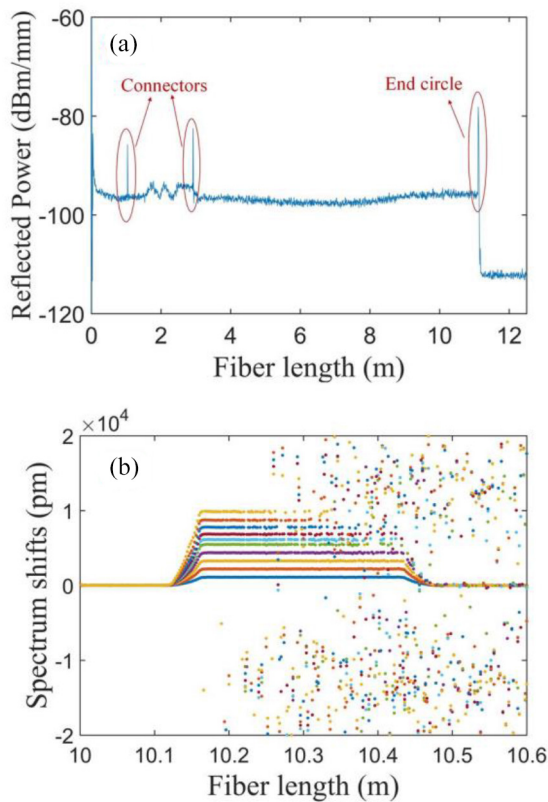 -60
(a)
Connectors
End circle
-80
-100
-120
Reflected Power (dBm/mm)
0 2 4 6 8 10 12
Fiber length (m)
×10⁴
2
(b)
1
0
-1
-2
Spectrum shifts (pm)
10 10.1 10.2 10.3 10.4 10.5 10.6
Fiber length (m)